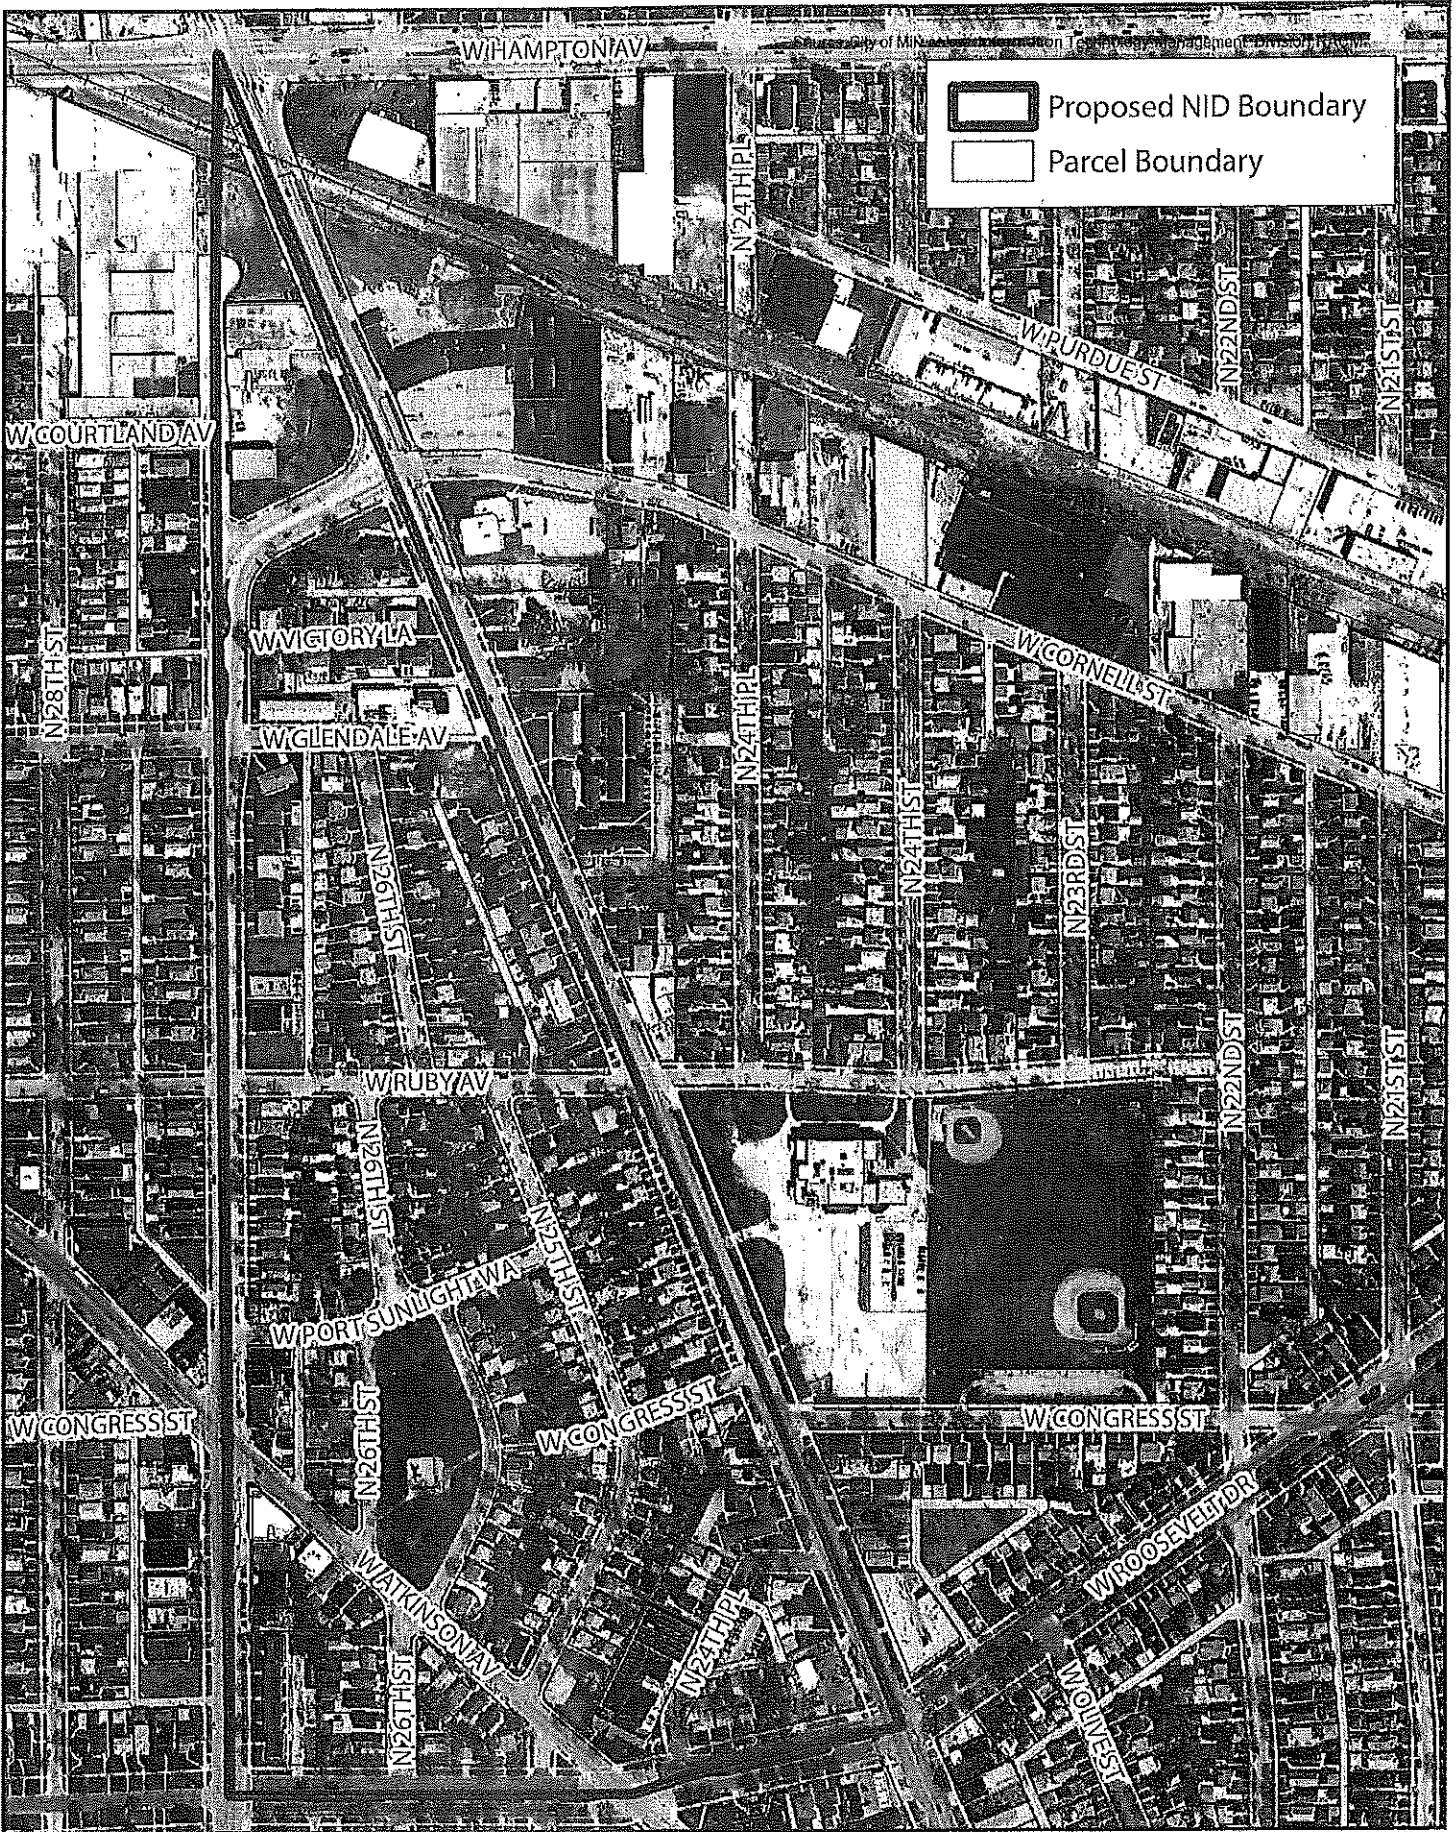 W HAMPTON AV
Proposed NID Boundary
Parcel Boundary
N 24TH PL
W PURDUE ST
N 22ND ST
N 21ST ST
W COURTLAND AV
N 28TH ST
W VICTORY LA
W CORNELL ST
N 24TH PL
W GLENDALE AV
N 26TH ST
N 24TH ST
N 23RD ST
W RUBY AV
N 22ND ST
N 21ST ST
N 26TH ST
N 25TH ST
W PORT SUNLIGHT WA
W CONGRESS ST
N 26TH ST
W CONGRESS ST
W CONGRESS ST
W ROOSEVELT DR
W ATKINSON AV
N 24TH PL
N 26TH ST
W OLIVE ST